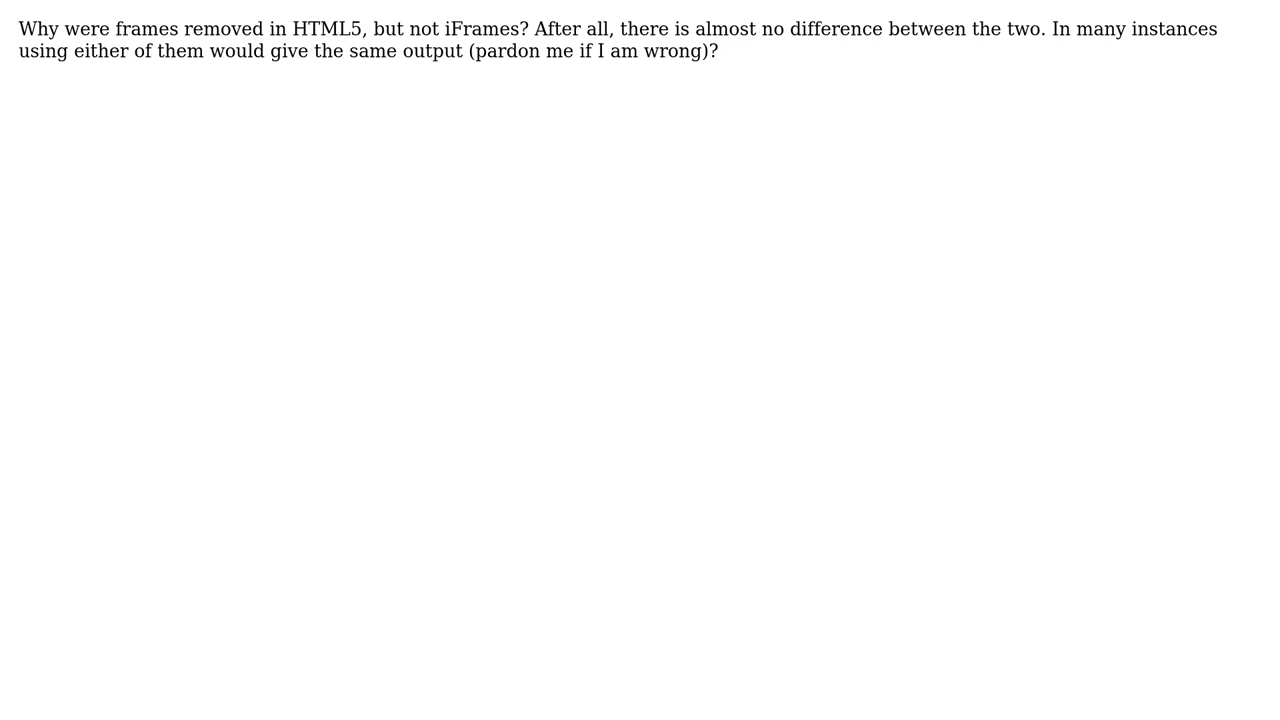 Why were frames removed in HTML5, but not iFrames? After all, there is almost no difference between the two. In many instances
using either of them would give the same output (pardon me if I am wrong)?